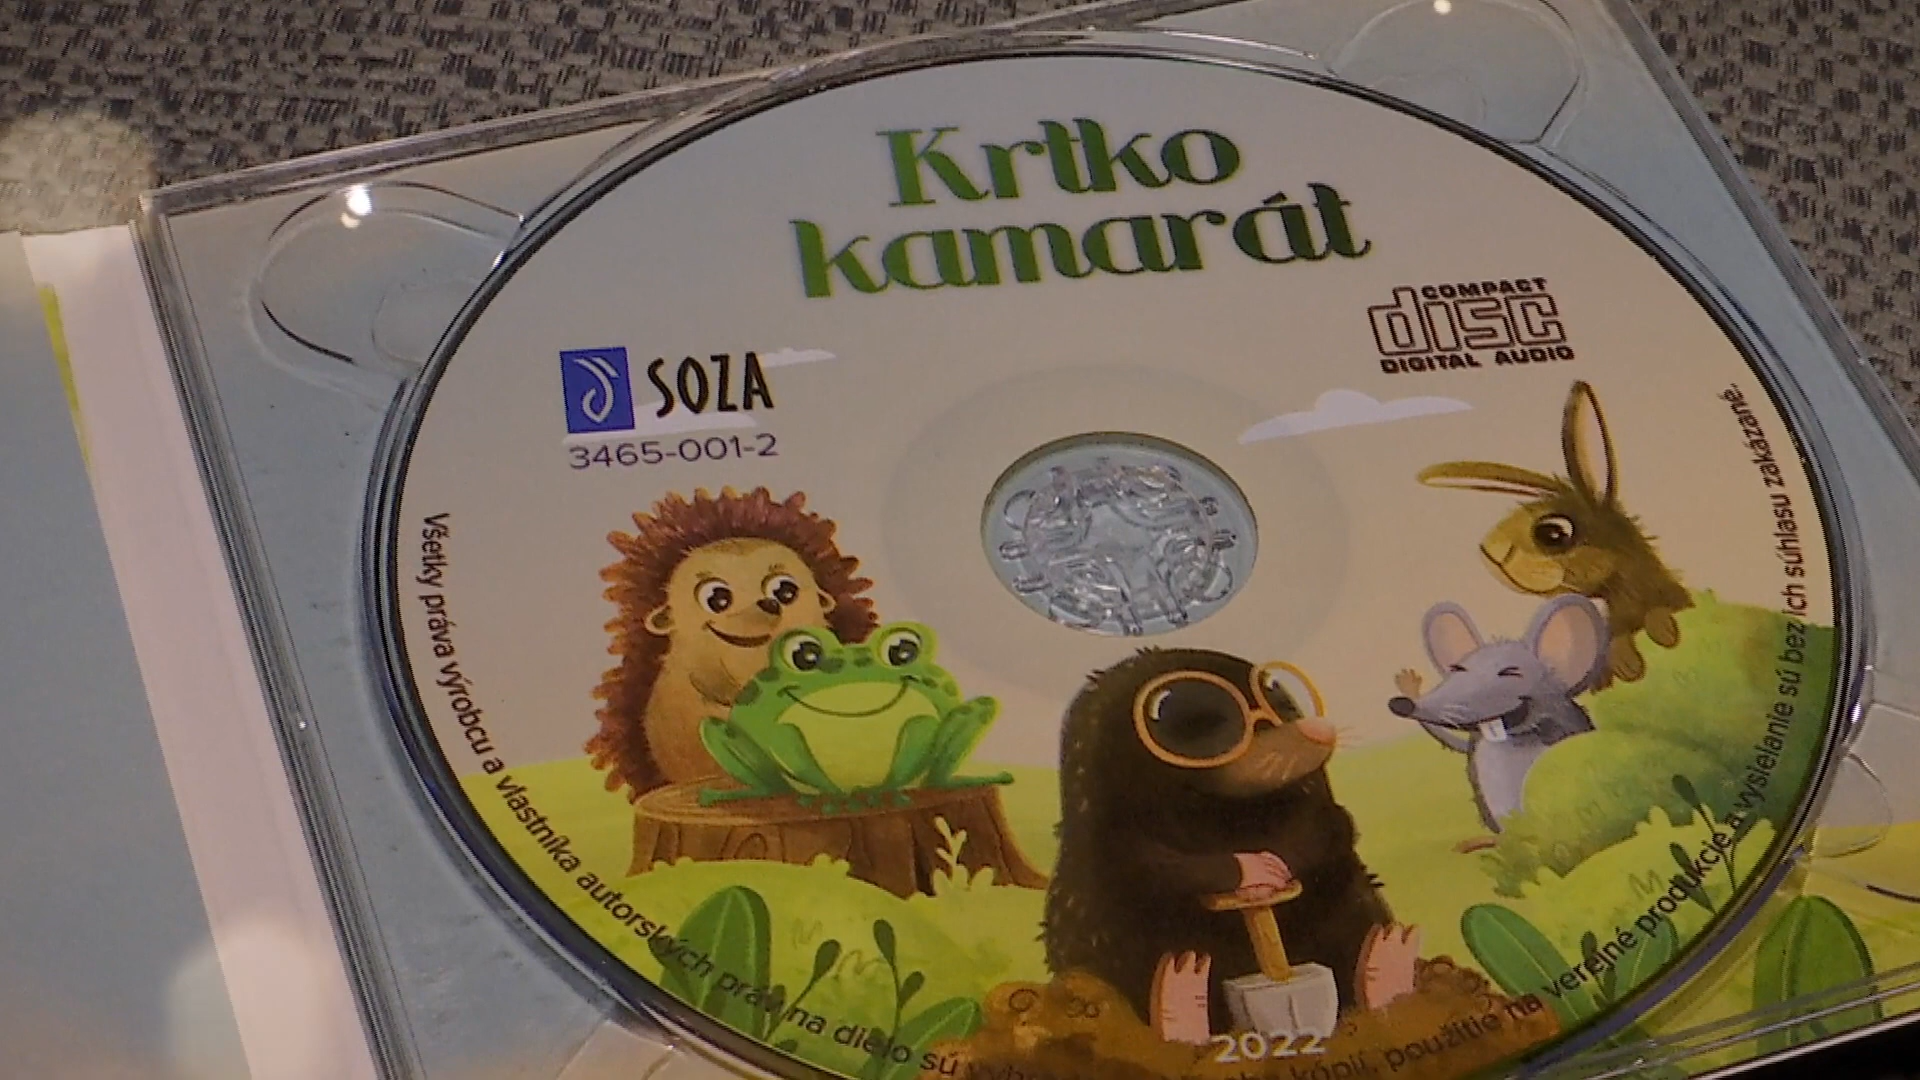 Krtko
kamarát
COMPACT
disc
DIGITAL AUDIO
SOZA
3465-001-2
Všetky práva výrobcu a vlastníka autorských práv na dielo sú kópií, použitie na verejné produkcie a vysielanie sú bez ich súhlasu zakázané.
2022